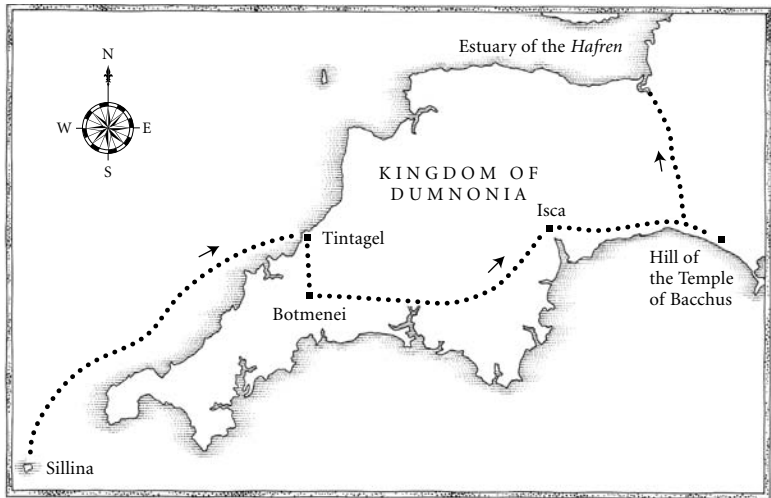 Estuary of the Hafren
N
W
E
S
KINGDOM OF
DUMNONIA
Isca
Tintagel
Hill of
the Temple
of Bacchus
Botmenei
Sillina